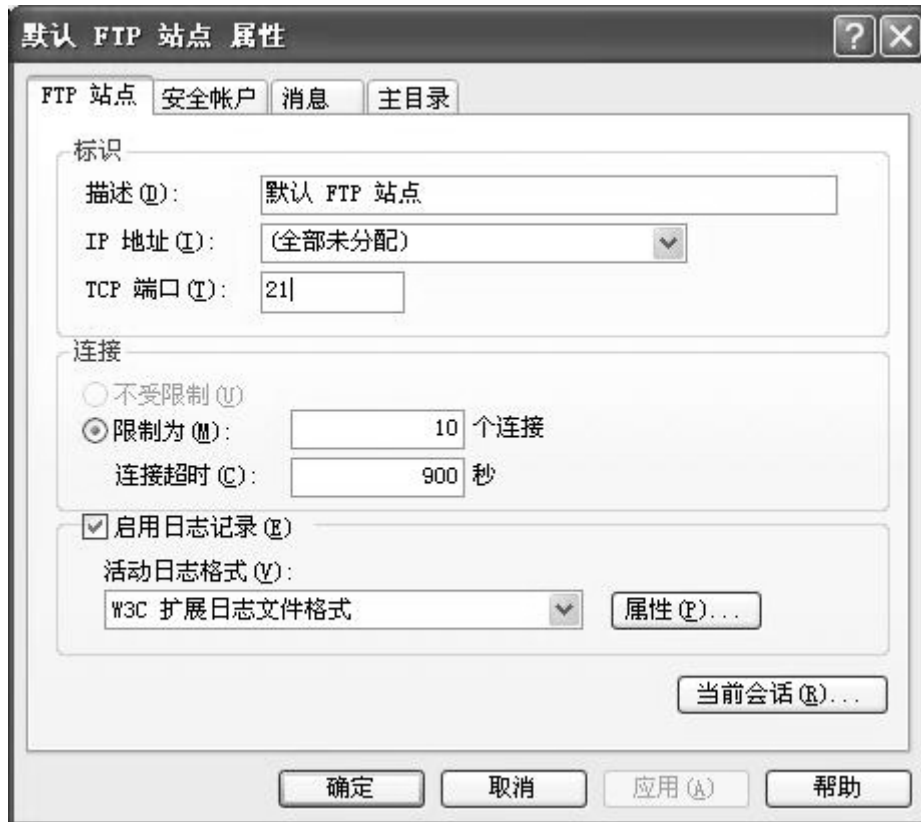 默认 FTP 站点 属性
FTP 站点 安全帐户 消息 主目录
标识
描述(D): 默认 FTP 站点
IP 地址(I): (全部未分配)
TCP 端口(T): 21
连接
不受限制(U)
限制为(M): 10 个连接
连接超时(C): 900 秒
启用日志记录(E)
活动日志格式(V):
W3C 扩展日志文件格式 属性(P)...
当前会话(R)...
确定 取消 应用(A) 帮助